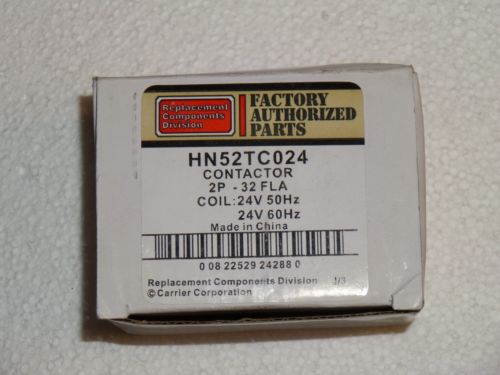 Replacement
Components
Division
FACTORY
AUTHORIZED
PARTS
HN52TC024
CONTACTOR
2P - 32 FLA
COIL:24V 50Hz
24V 60Hz
Made in China
0 08 22529 24288 0
Replacement Components Division 1/3
©Carrier Corporation